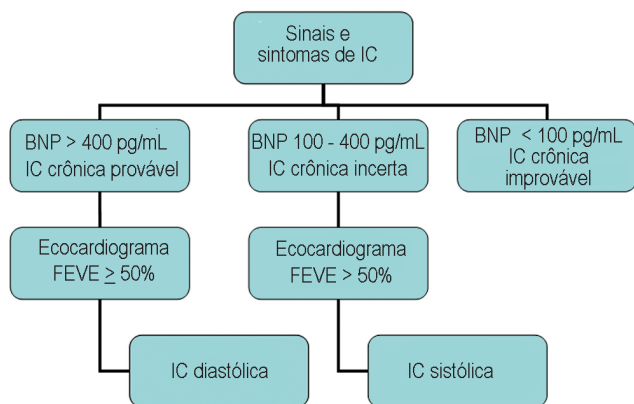 Sinais e
sintomas de IC
BNP > 400 pg/mL
IC crônica provável
BNP 100 - 400 pg/mL
IC crônica incerta
BNP < 100 pg/mL
IC crônica
improvável
Ecocardiograma
FEVE ≥ 50%
Ecocardiograma
FEVE > 50%
IC diastólica
IC sistólica